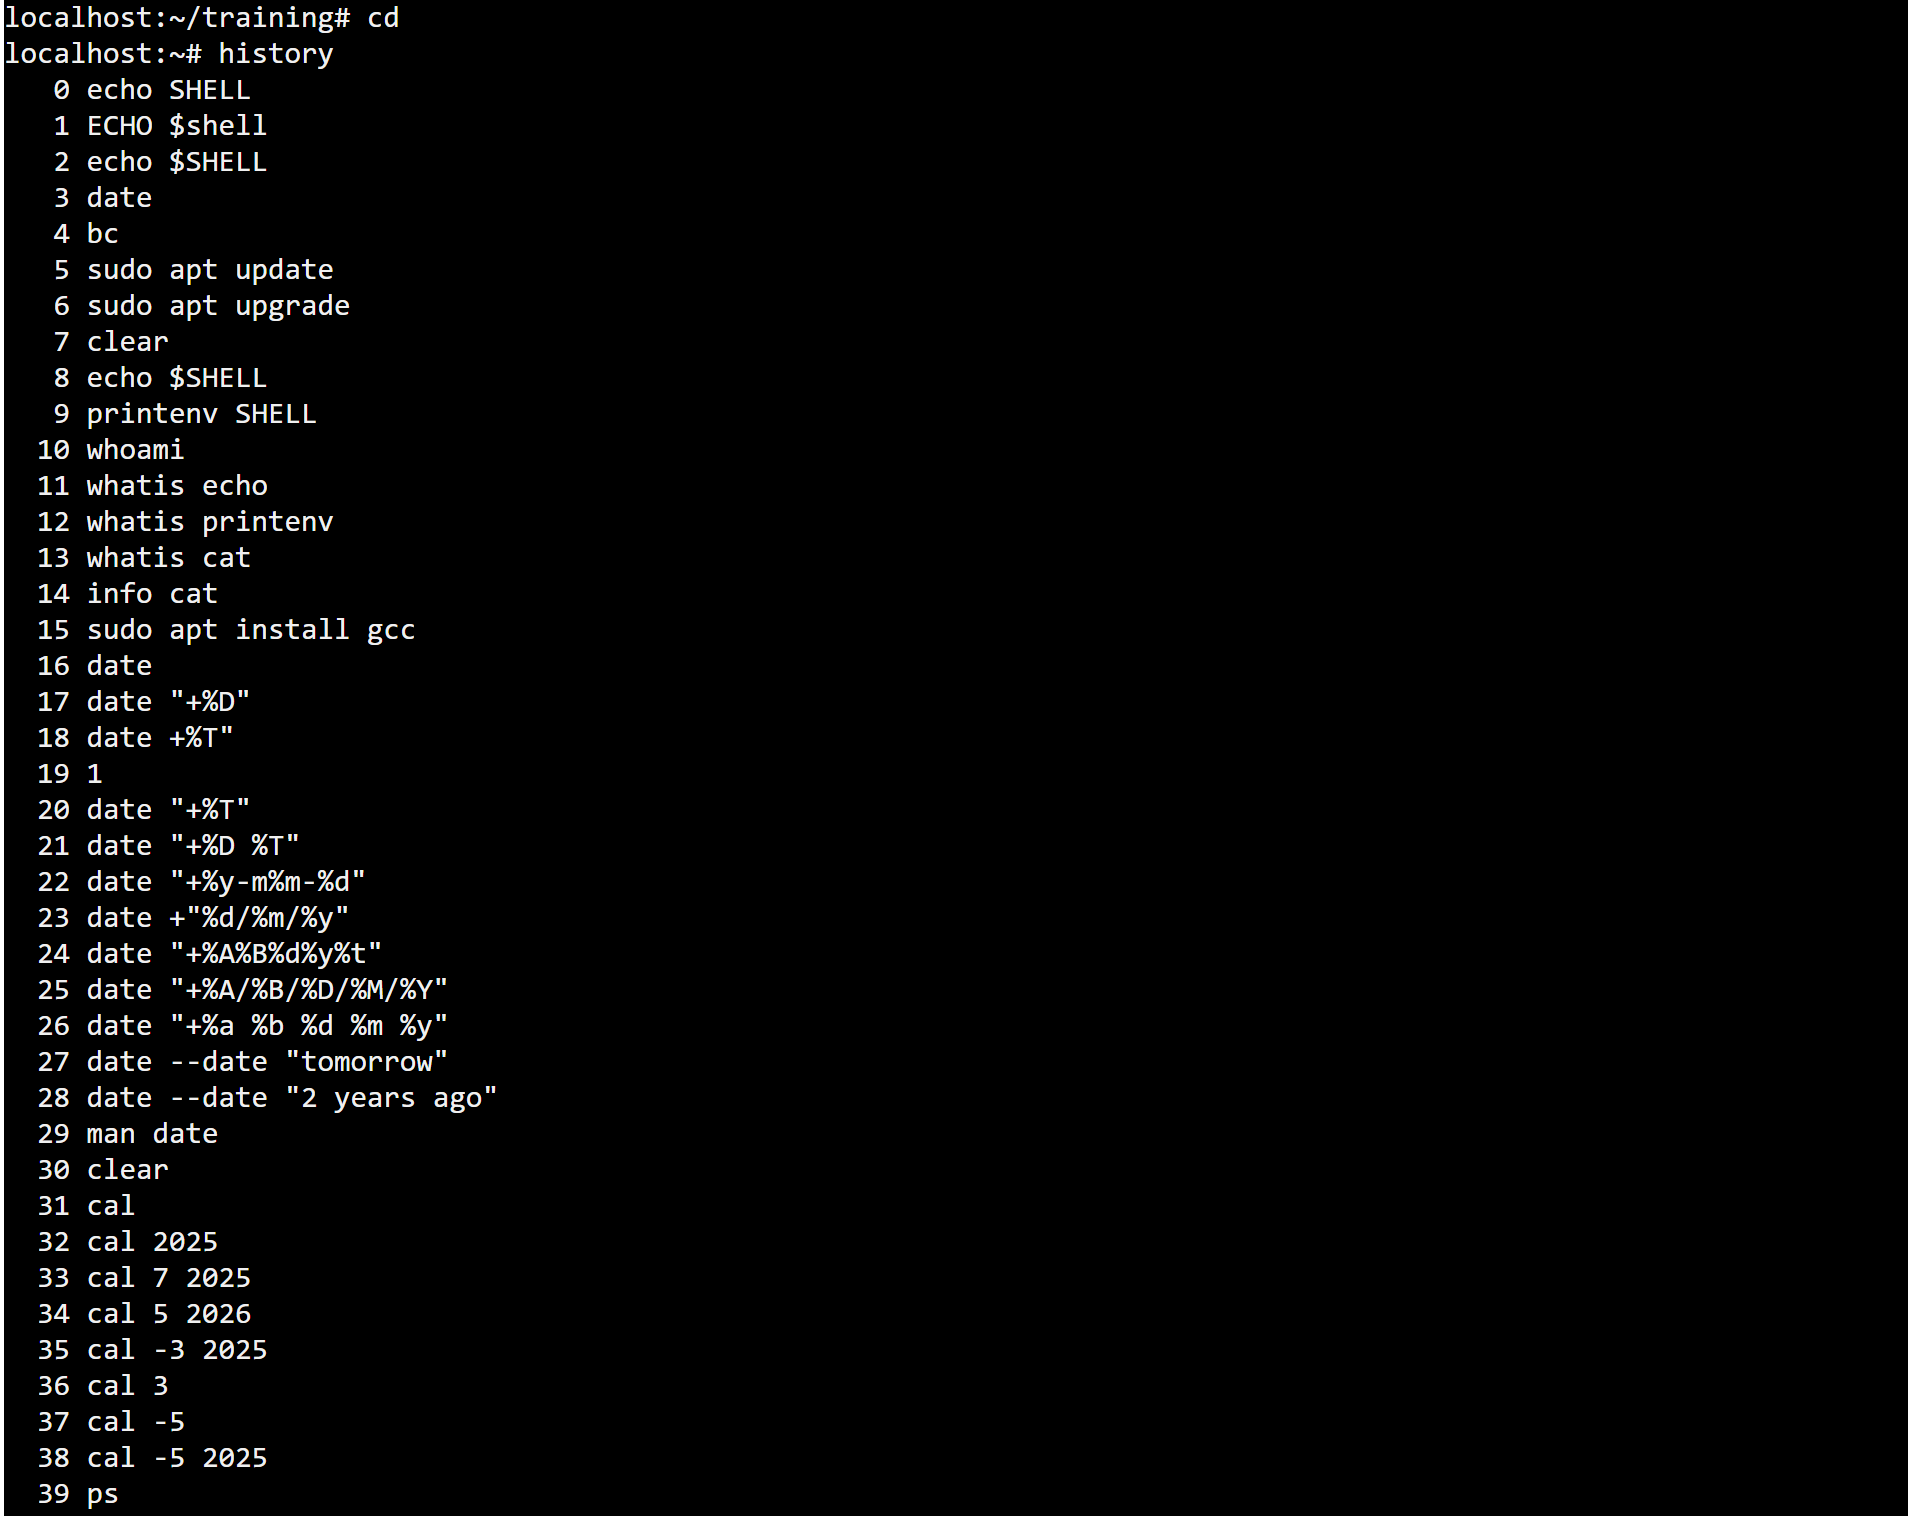 localhost:~/training# cd
localhost:~# history
0 echo SHELL
1 ECHO $shell
2 echo $SHELL
3 date
4 bc
5 sudo apt update
6 sudo apt upgrade
7 clear
8 echo $SHELL
9 printenv SHELL
10 whoami
11 whatis echo
12 whatis printenv
13 whatis cat
14 info cat
15 sudo apt install gcc
16 date
17 date "+%D"
18 date +%T"
19 1
20 date "+%T"
21 date "+%D %T"
22 date "+%y-m%m-%d"
23 date +"%d/%m/%y"
24 date "+%A%B%d%y%t"
25 date "+%A/%B/%D/%M/%Y"
26 date "+%a %b %d %m %y"
27 date --date "tomorrow"
28 date --date "2 years ago"
29 man date
30 clear
31 cal
32 cal 2025
33 cal 7 2025
34 cal 5 2026
35 cal -3 2025
36 cal 3
37 cal -5
38 cal -5 2025
39 ps